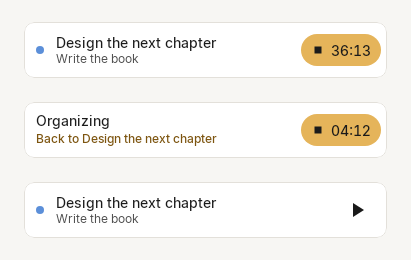 Design the next chapter
Write the book
36:13
Organizing
Back to Design the next chapter
04:12
Design the next chapter
Write the book